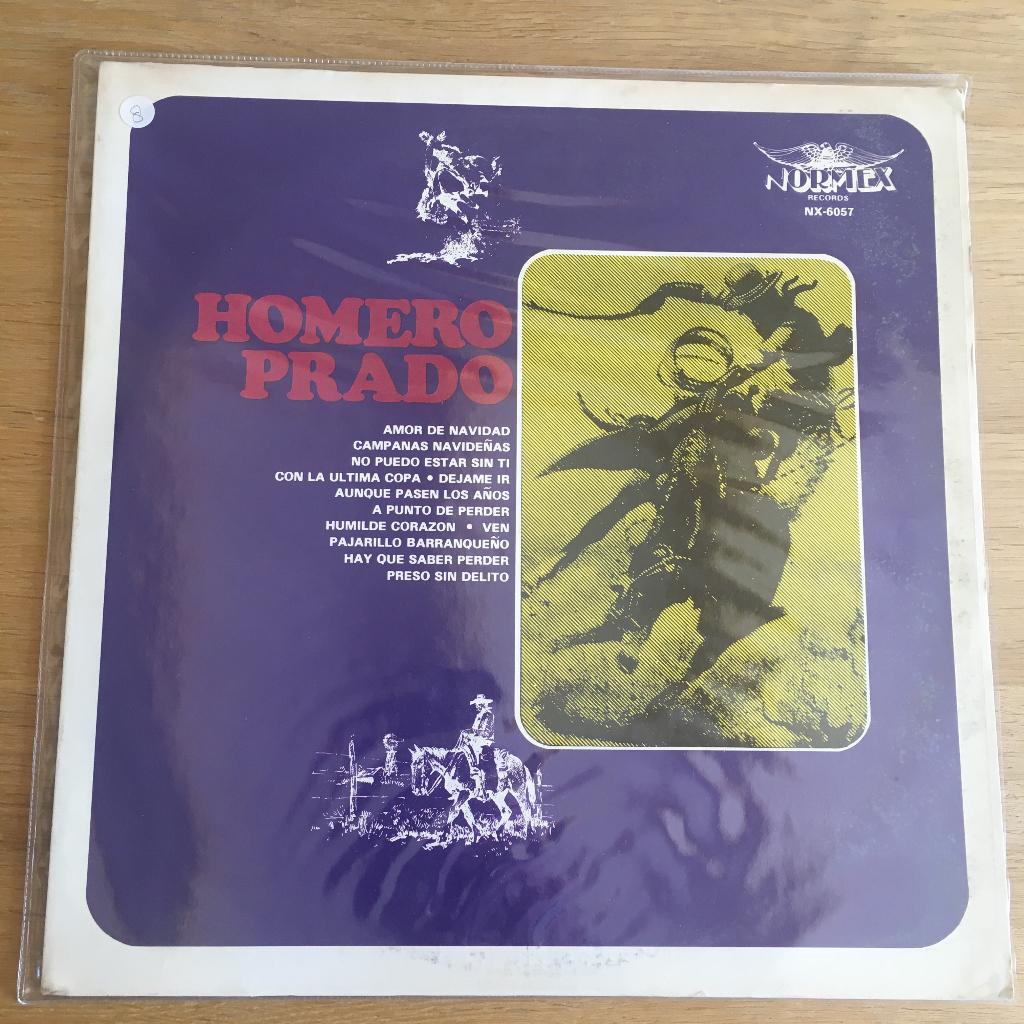 8
NORMEX
RECORDS
NX-6057
HOMERO
PRADO
AMOR DE NAVIDAD
CAMPANAS NAVIDEÑAS
NO PUEDO ESTAR SIN TI
CON LA ULTIMA COPA • DEJAME IR
AUNQUE PASEN LOS AÑOS
A PUNTO DE PERDER
HUMILDE CORAZON • VEN
PAJARILLO BARRANQUEÑO
HAY QUE SABER PERDER
PRESO SIN DELITO